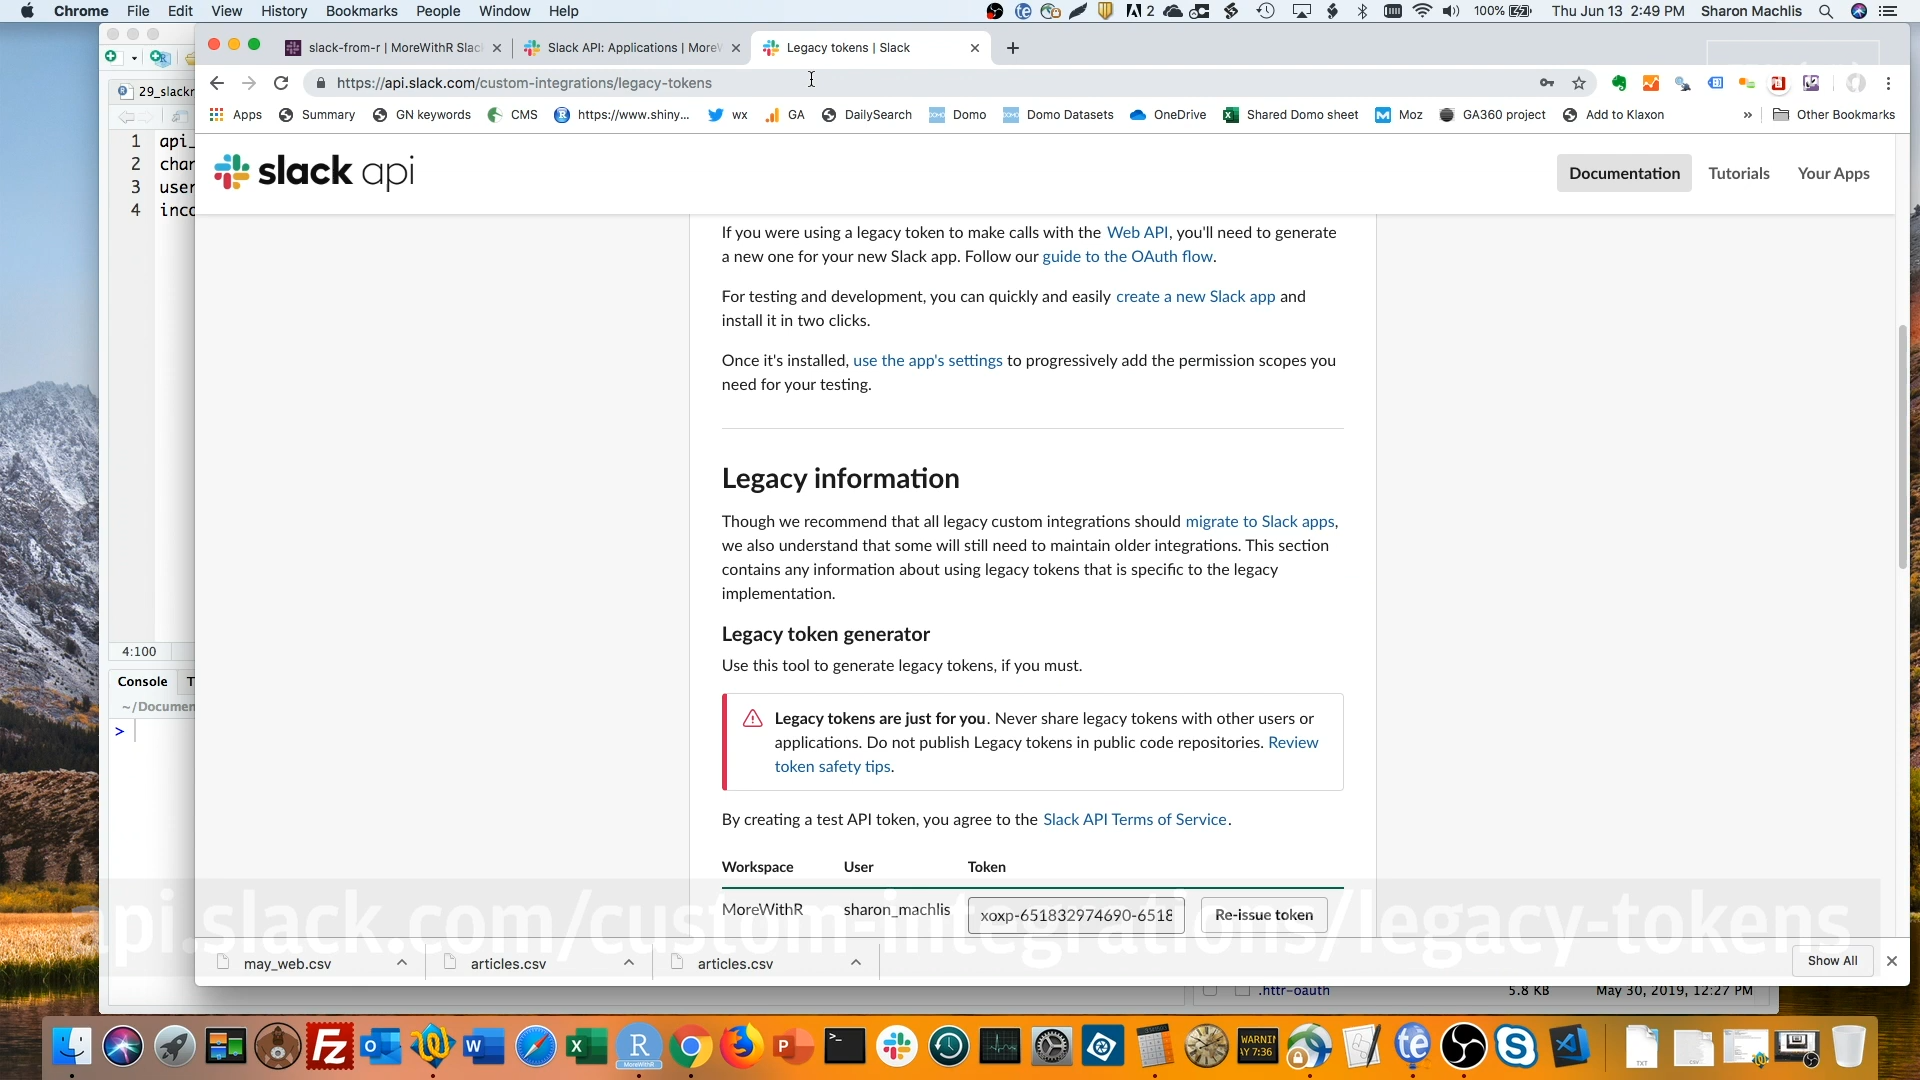 Chrome File Edit View History Bookmarks People Window Help
2 100% Thu Jun 13 2:49 PM Sharon Machlis
slack-from-r | MoreWithR Slac
Slack API: Applications | MoreW
Legacy tokens | Slack
https://api.slack.com/custom-integrations/legacy-tokens
Apps Summary GN keywords CMS https://www.shiny... wx GA DailySearch Domo Domo Datasets OneDrive Shared Domo sheet Moz GA360 project Add to Klaxon » Other Bookmarks
29_slackr
1 api_
2 char
3 user
4 inco
4:100
Console
~/Documen
>
slack api
Documentation Tutorials Your Apps
If you were using a legacy token to make calls with the Web API, you'll need to generate
a new one for your new Slack app. Follow our guide to the OAuth flow.
For testing and development, you can quickly and easily create a new Slack app and
install it in two clicks.
Once it's installed, use the app's settings to progressively add the permission scopes you
need for your testing.
Legacy information
Though we recommend that all legacy custom integrations should migrate to Slack apps,
we also understand that some will still need to maintain older integrations. This section
contains any information about using legacy tokens that is specific to the legacy
implementation.
Legacy token generator
Use this tool to generate legacy tokens, if you must.
Legacy tokens are just for you. Never share legacy tokens with other users or
applications. Do not publish Legacy tokens in public code repositories. Review
token safety tips.
By creating a test API token, you agree to the Slack API Terms of Service.
Workspace User Token
MoreWithR sharon_machlis xoxp-651832974690-6518 Re-issue token
api.slack.com/custom-integrations/legacy-tokens
may_web.csv articles.csv articles.csv Show All
.httr-oauth 5.8 KB May 30, 2019, 12:27 PM